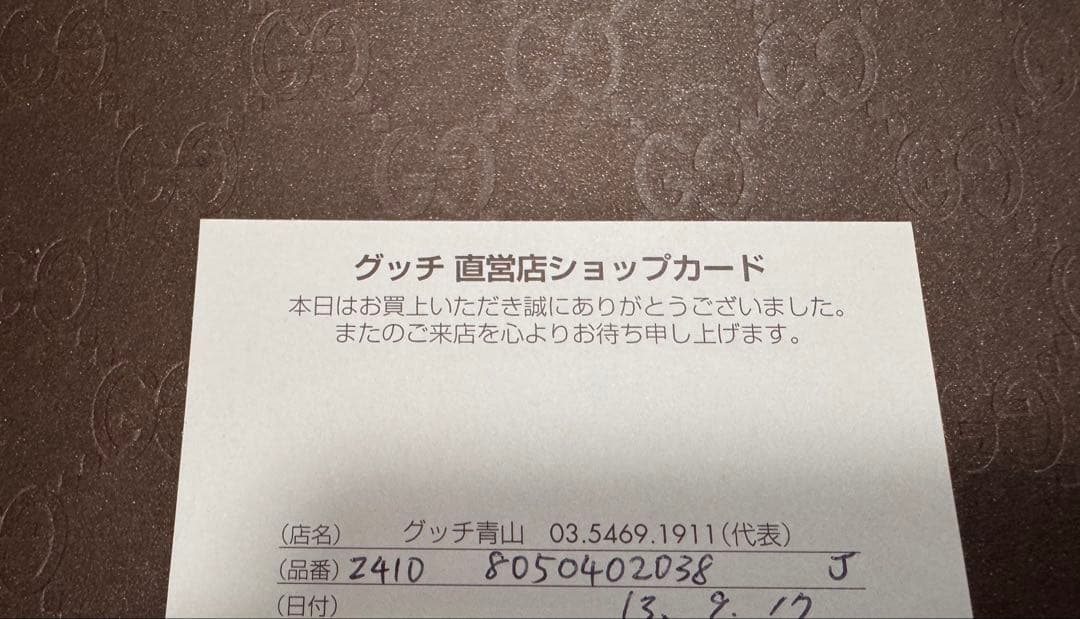 グッチ 直営店ショップカード
本日はお買上いただき誠にありがとうございました。
またのご来店を心よりお待ち申し上げます。
(店名) グッチ青山 03.5469.1911(代表)
(品番) 2410 8050402038 J
(日付) 13. 9. 17